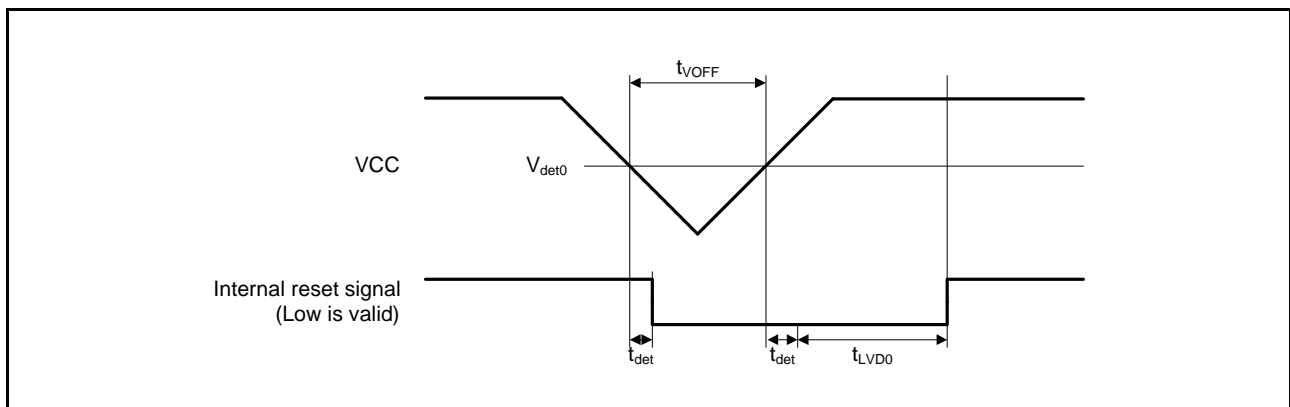 tVOFF
VCC
Vdet0
Internal reset signal
(Low is valid)
tdet
tdet
tLVD0